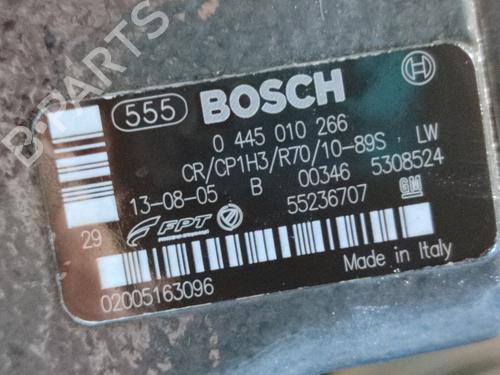 B-PARTS
555 BOSCH
0 445 010 266
CR/CP1H3/R70/10-89S LW
13-08-05 B 00346 5308524
55236707 GM
29 FPT
Made in Italy
02005163096